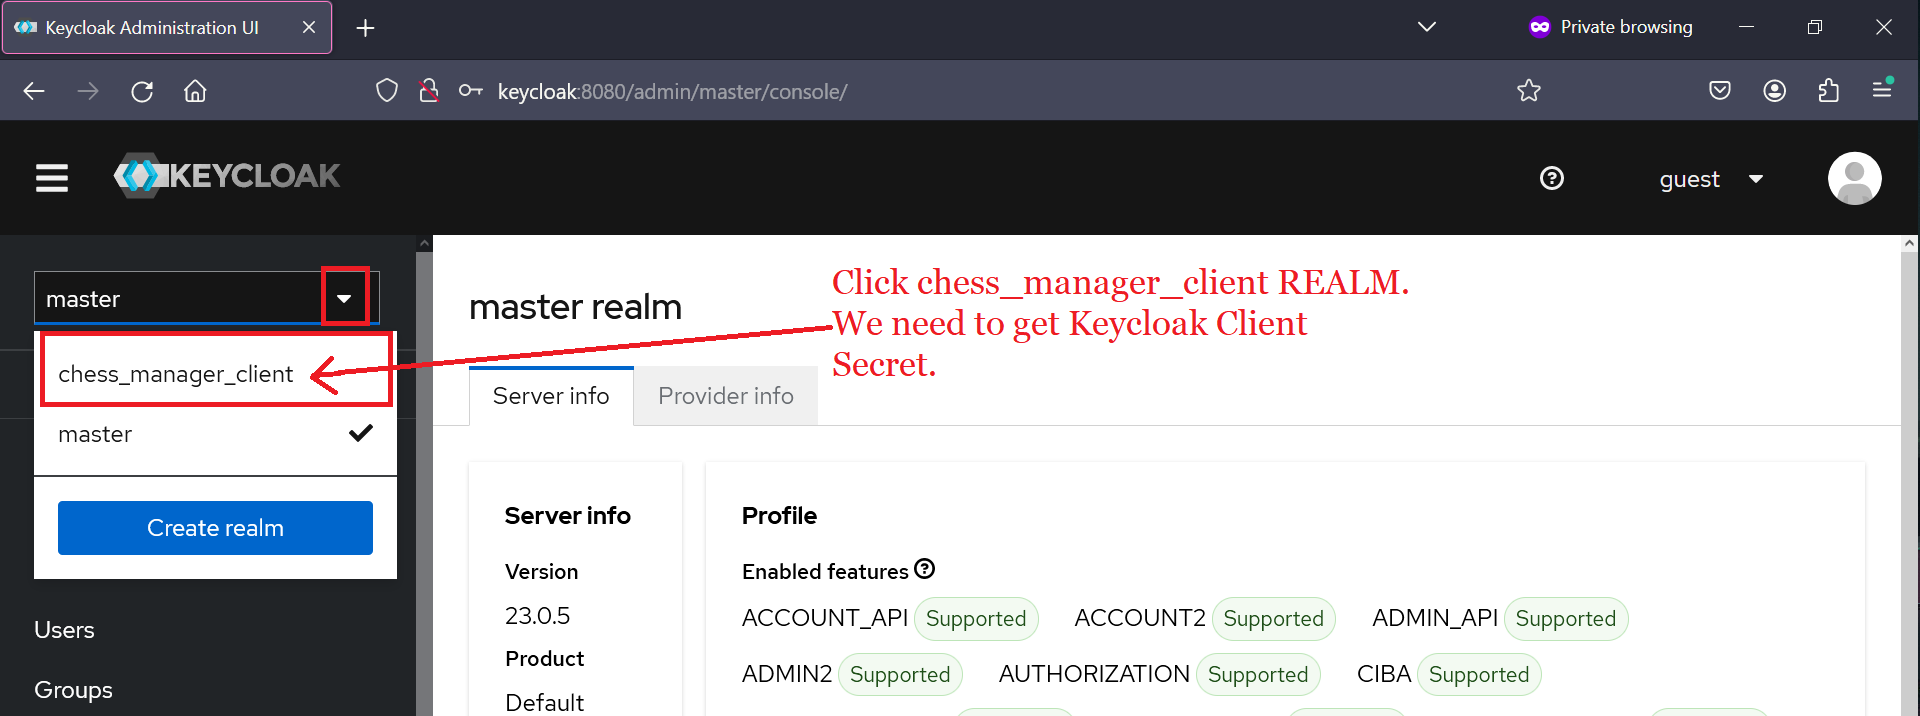 Keycloak Administration UI
Private browsing
keycloak:8080/admin/master/console/
KEYCLOAK
guest
master
chess_manager_client
master
Create realm
Users
Groups
master realm
Click chess_manager_client REALM.
We need to get Keycloak Client
Secret.
Server info
Provider info
Server info
Version
23.0.5
Product
Default
Profile
Enabled features
ACCOUNT_API Supported ACCOUNT2 Supported ADMIN_API Supported
ADMIN2 Supported AUTHORIZATION Supported CIBA Supported